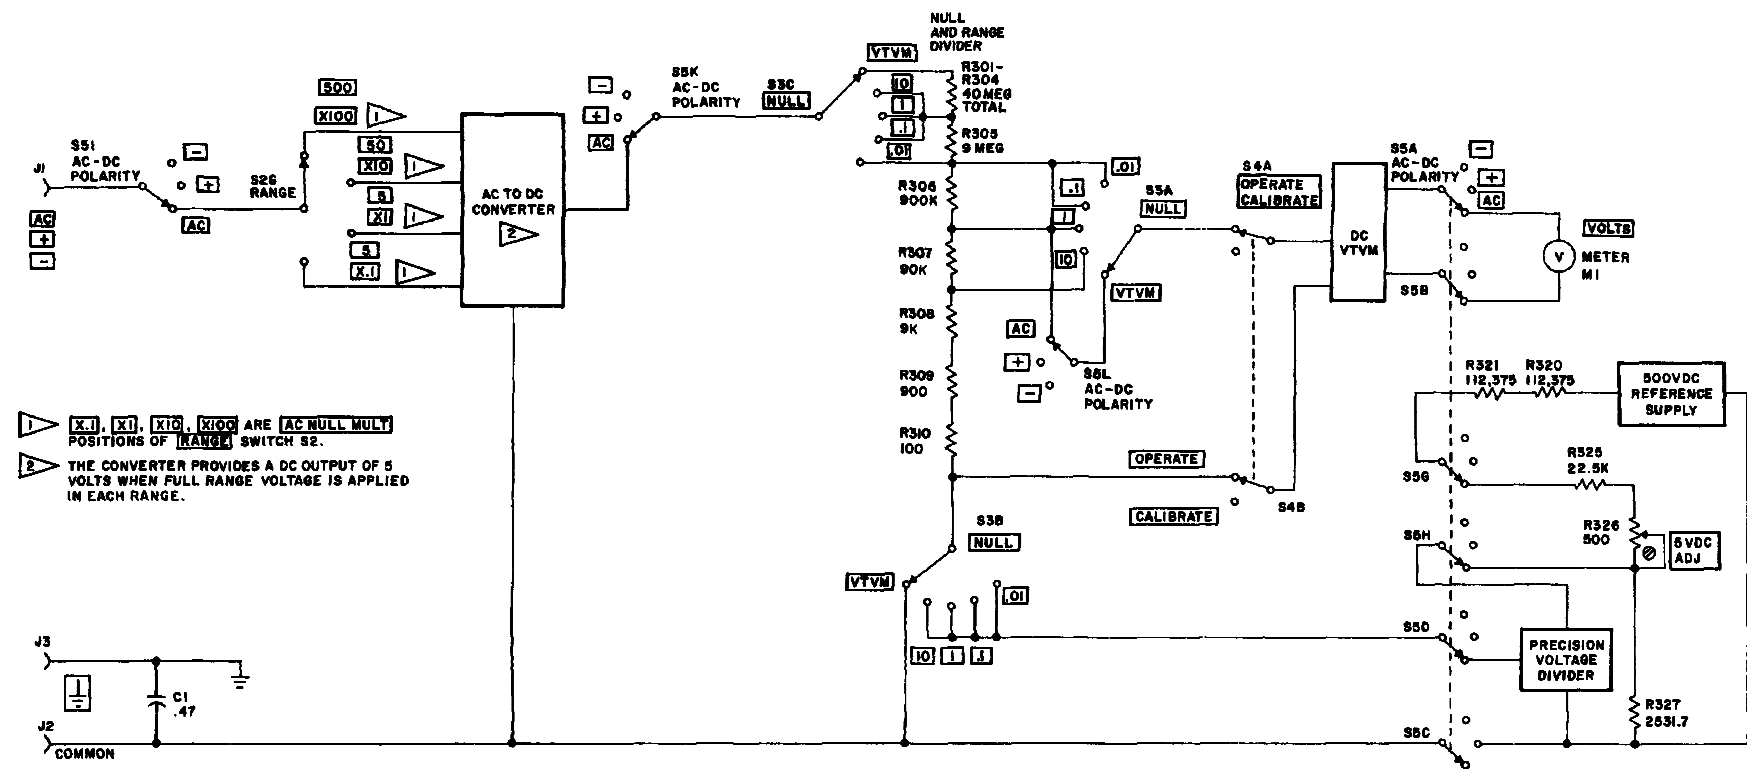 NULL
AND RANGE
DIVIDER
VTVM
R301-
R304
40 MEG
TOTAL
S5K
AC-DC
POLARITY
S3C
NULL
-
+
AC
10
1
.1
.01
R305
9 MEG
500
X100 1
50
X10 1
5
X1 1
5
X.1 1
S51
AC-DC
POLARITY
J1
-
+
AC
S2G
RANGE
AC
+
-
AC TO DC
CONVERTER
2
R306
900K
R307
90K
R308
9K
R309
900
R310
100
.01
.1
1
10
S3A
NULL
VTVM
AC
+
-
S5L
AC-DC
POLARITY
S4A
OPERATE
CALIBRATE
DC
VTVM
S5A
AC-DC
POLARITY
-
+
AC
S5B
VOLTS
V
METER
M1
R321
112,375
R320
112,375
500VDC
REFERENCE
SUPPLY
1 X.1, X1, X10, X100 ARE AC NULL MULT
POSITIONS OF RANGE SWITCH S2.
2 THE CONVERTER PROVIDES A DC OUTPUT OF 5
VOLTS WHEN FULL RANGE VOLTAGE IS APPLIED
IN EACH RANGE.
OPERATE
CALIBRATE
S4B
S5G
R325
22.5K
R326
500
5VDC
ADJ
S5H
S3B
NULL
VTVM
.01
10
1
.1
S5D
PRECISION
VOLTAGE
DIVIDER
R327
2531.7
S5C
J3
C1
.47
J2
COMMON